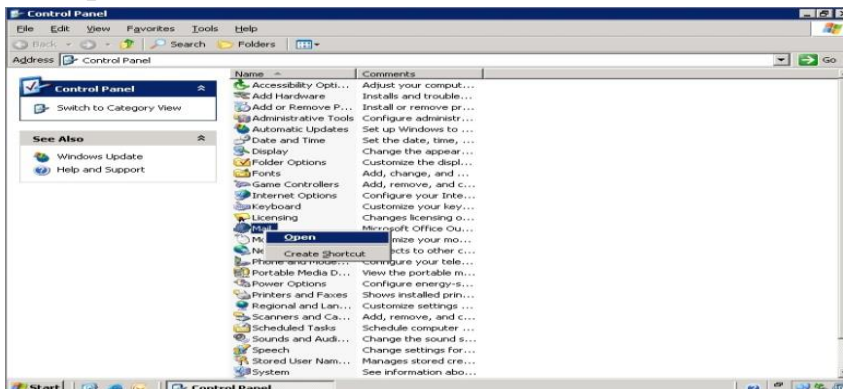 Control Panel
File Edit View Favorites Tools Help
Back Search Folders
Address Control Panel Go
Control Panel
Switch to Category View
See Also
Windows Update
Help and Support
Name Comments
Accessibility Opti... Adjust your comput...
Add Hardware Installs and trouble...
Add or Remove P... Install or remove pr...
Administrative Tools Configure administr...
Automatic Updates Set up Windows to ...
Date and Time Set the date, time, ...
Display Change the appear...
Folder Options Customize the displ...
Fonts Add, change, and ...
Game Controllers Add, remove, and c...
Internet Options Configure your Inte...
Keyboard Customize your key...
Licensing Changes licensing o...
Mail Microsoft Office Ou...
Open
Create Shortcut
Phone and Mode... Configure your tele...
Portable Media D... View the portable m...
Power Options Configure energy-s...
Printers and Faxes Shows installed prin...
Regional and Lan... Customize settings ...
Scanners and Ca... Add, remove, and c...
Scheduled Tasks Schedule computer ...
Sounds and Audi... Change the sound s...
Speech Change settings for...
Stored User Nam... Manages stored cre...
System See information abo...
Start Control Panel